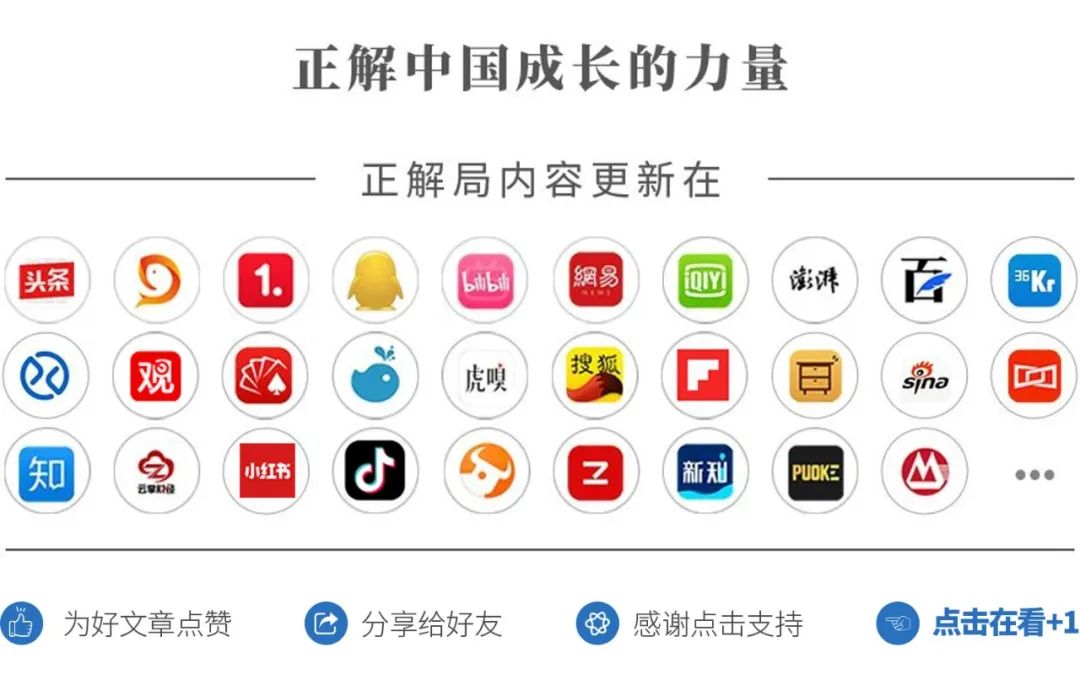 正解中国成长的力量
正解局内容更新在
头条
1.
bilibili
網易
NEWS
iQIYI
澎湃
百
36Kr
观
虎嗅
搜狐
sina
知
云掌财经
小红书
Z
新知
PUOKE
为好文章点赞
分享给好友
感谢点击支持
点击在看+1